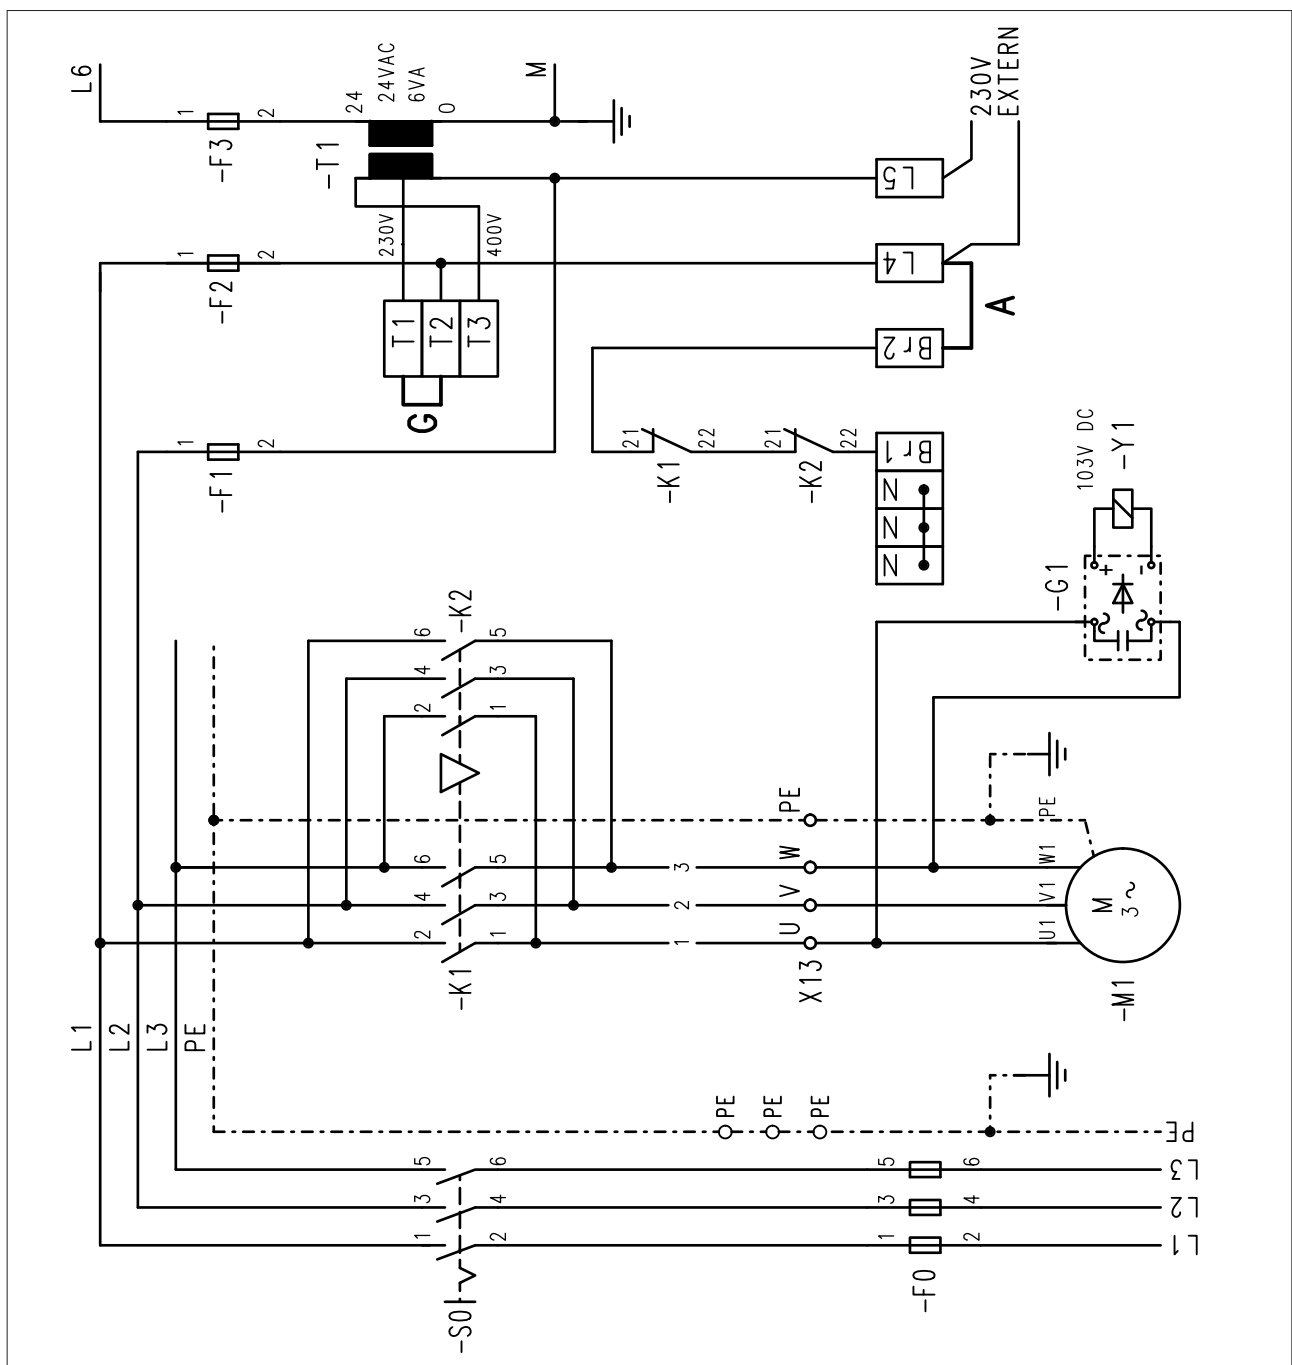 L6
1
2
-F3
24
24VAC
6VA
0
-T1
M
230V
EXTERN
L5
L4
Br2
A
1
2
-F2
230V
400V
T1
T2
T3
G
1
2
-F1
21
22
-K1
21
22
-K2
Br1
N
N
N
103V DC
-Y1
-G1
+
-
-K2
6
5
4
3
2
1
6
5
4
3
2
1
-K1
3
2
1
PE
W
V
U
X13
PE
W1
V1
U1
M
3~
-M1
L1
L2
L3
PE
PE
PE
PE
5
6
3
4
1
2
-S0
5
6
3
4
1
2
-F0
PE
L3
L2
L1